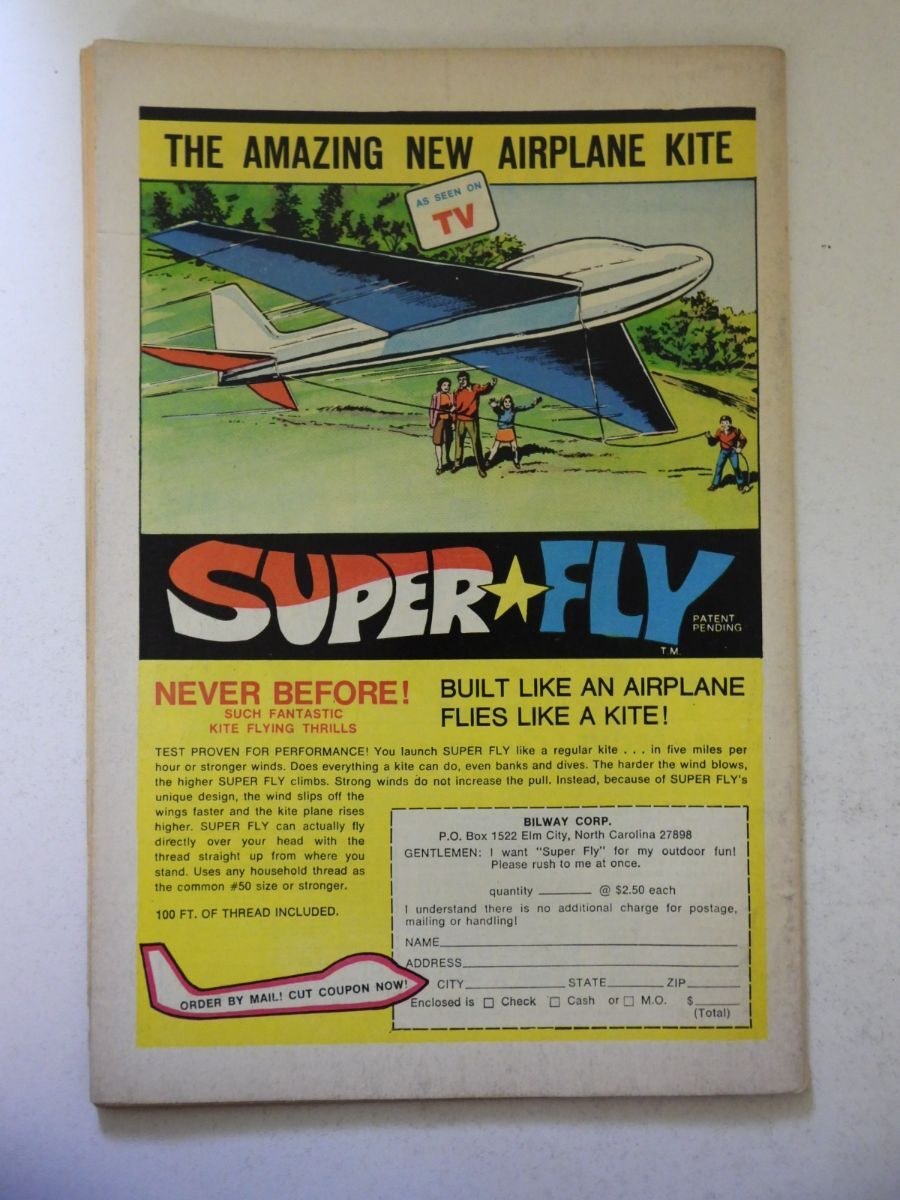 THE AMAZING NEW AIRPLANE KITE
AS SEEN ON
TV
SUPER FLY
PATENT
PENDING
T.M.
NEVER BEFORE!
SUCH FANTASTIC
KITE FLYING THRILLS
BUILT LIKE AN AIRPLANE
FLIES LIKE A KITE!
TEST PROVEN FOR PERFORMANCE! You launch SUPER FLY like a regular kite . . . in five miles per
hour or stronger winds. Does everything a kite can do, even banks and dives. The harder the wind blows,
the higher SUPER FLY climbs. Strong winds do not increase the pull. Instead, because of SUPER FLY's
unique design, the wind slips off the
wings faster and the kite plane rises
higher. SUPER FLY can actually fly
directly over your head with the
thread straight up from where you
stand. Uses any household thread as
the common #50 size or stronger.
100 FT. OF THREAD INCLUDED.
ORDER BY MAIL! CUT COUPON NOW!
BILWAY CORP.
P.O. Box 1522 Elm City, North Carolina 27898
GENTLEMEN: I want "Super Fly" for my outdoor fun!
Please rush to me at once.
quantity ________ @ $2.50 each
I understand there is no additional charge for postage,
mailing or handling!
NAME
ADDRESS
CITY STATE ZIP
Enclosed is □ Check □ Cash or □ M.O. $______
(Total)